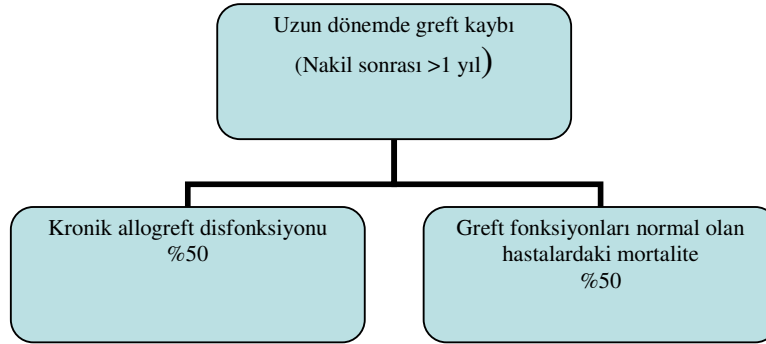 Uzun dönemde greft kaybı
(Nakil sonrası >1 yıl)
Kronik allogreft disfonksiyonu
%50
Greft fonksiyonları normal olan
hastalardaki mortalite
%50